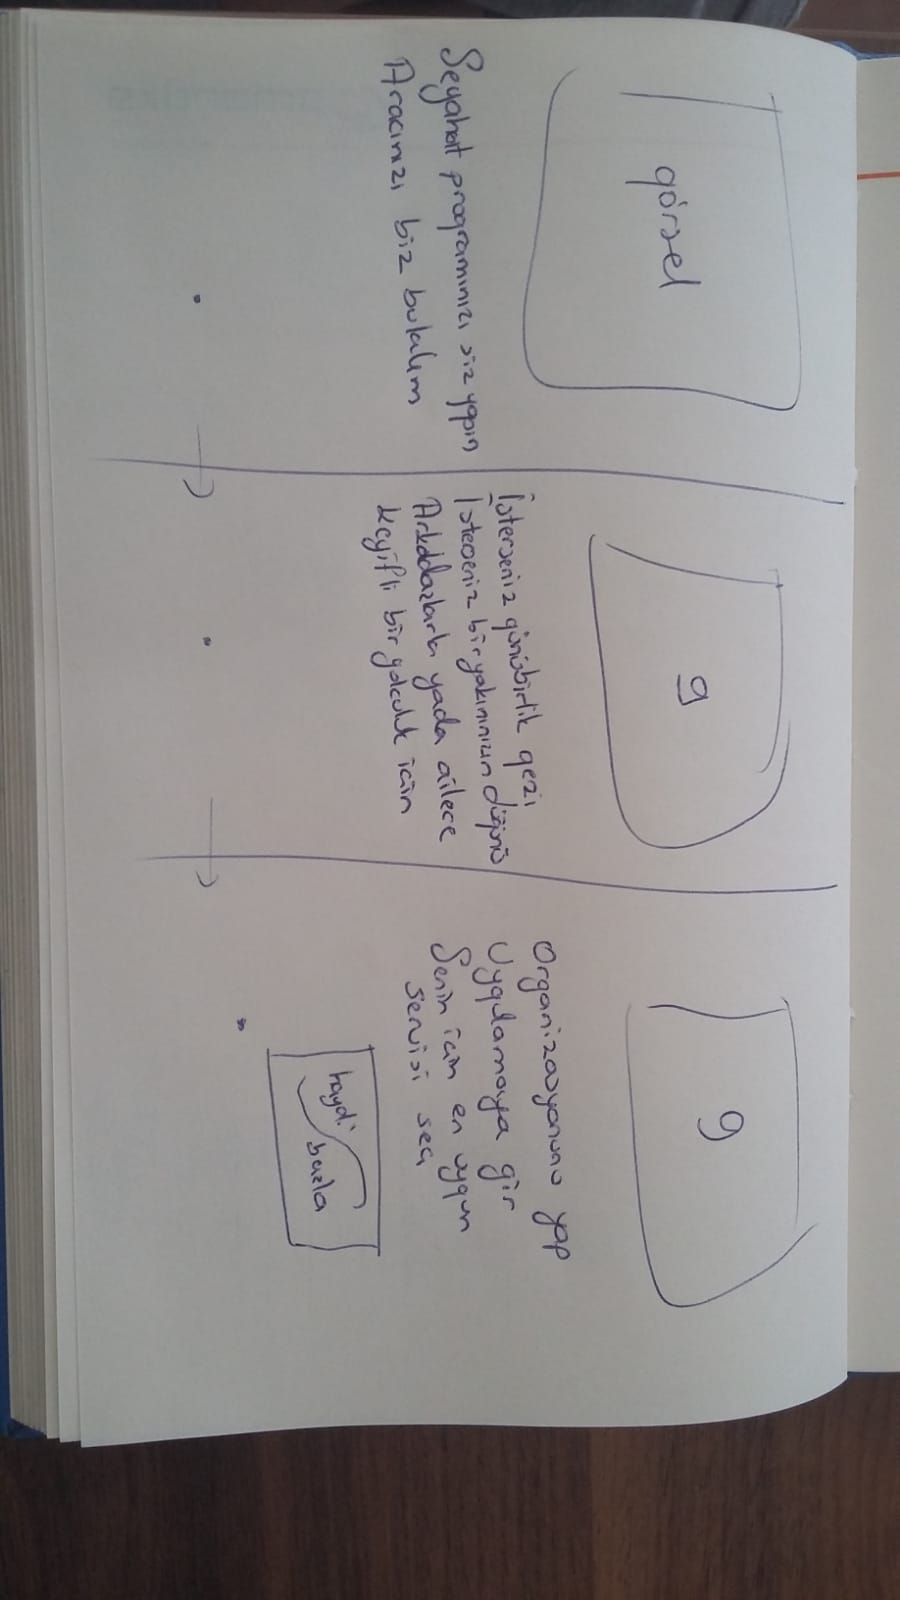 görsel
Seyahat programınızı siz yapın
Aracınızı biz bulalım
g
İsterseniz günübirlik gezi
İsterseniz bir yakınınızın düğünü
Arkadaşlarla yada ailece
Keyifli bir yolculuk için
g
Organizasyonunu yap
Uygulamaya gir
Senin için en uygun
servisi seç
haydi
başla